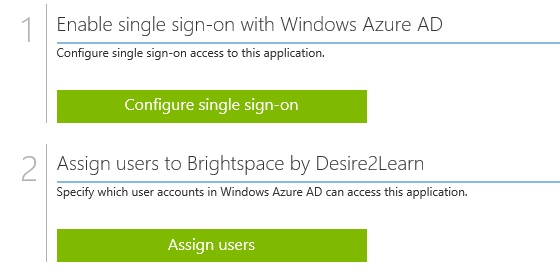 1 Enable single sign-on with Windows Azure AD
Configure single sign-on access to this application.
Configure single sign-on
2 Assign users to Brightspace by Desire2Learn
Specify which user accounts in Windows Azure AD can access this application.
Assign users